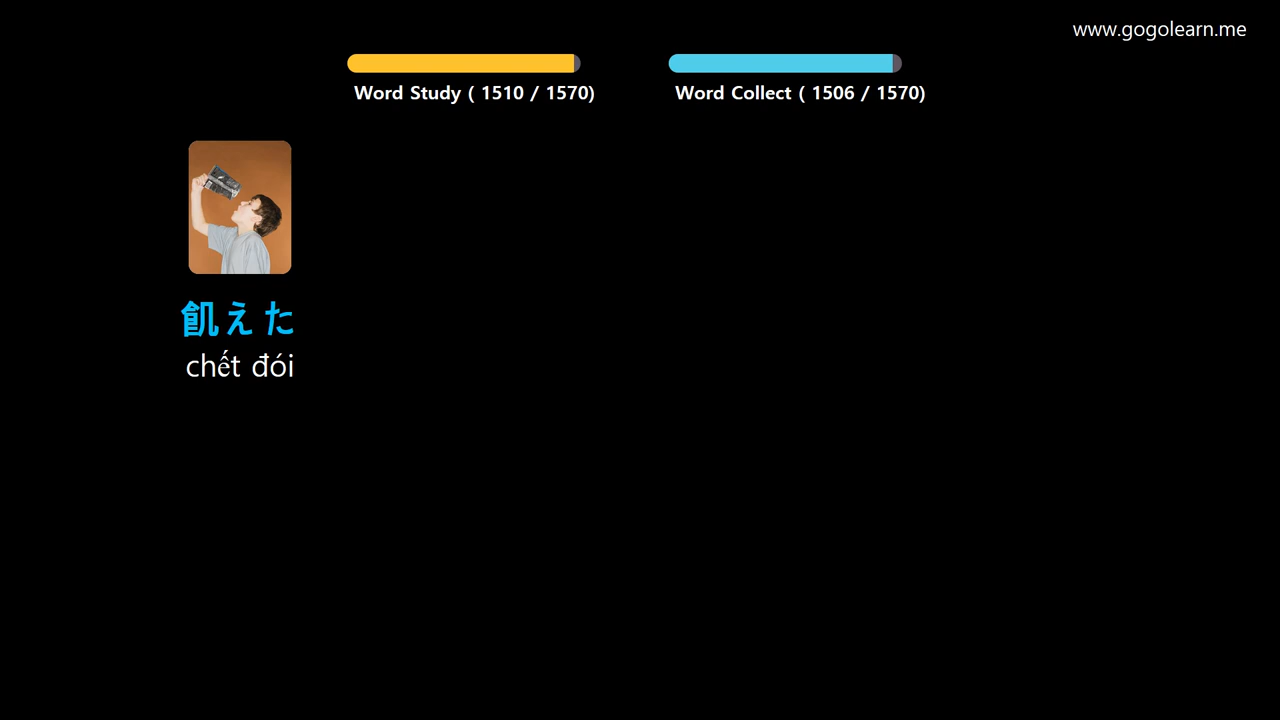 www.gogolearn.me
Word Study ( 1510 / 1570)
Word Collect ( 1506 / 1570)
飢えた
chết đói